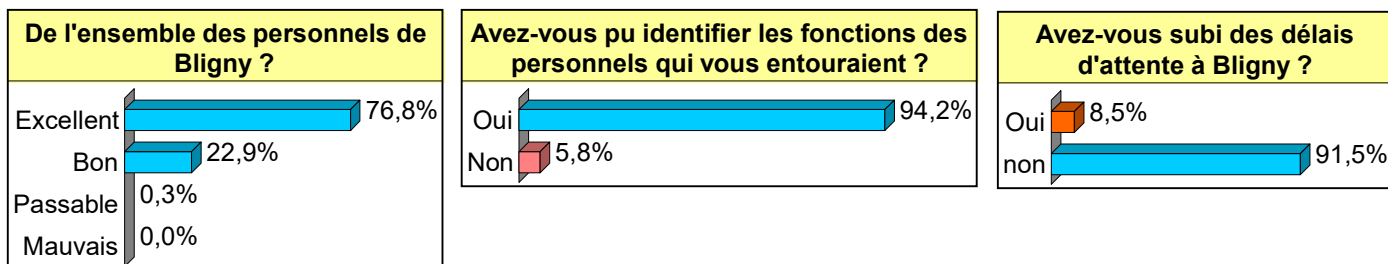 De l'ensemble des personnels de
Bligny ?
Excellent 76,8%
Bon 22,9%
Passable 0,3%
Mauvais 0,0%
Avez-vous pu identifier les fonctions des
personnels qui vous entouraient ?
Oui 94,2%
Non 5,8%
Avez-vous subi des délais
d'attente à Bligny ?
Oui 8,5%
non 91,5%